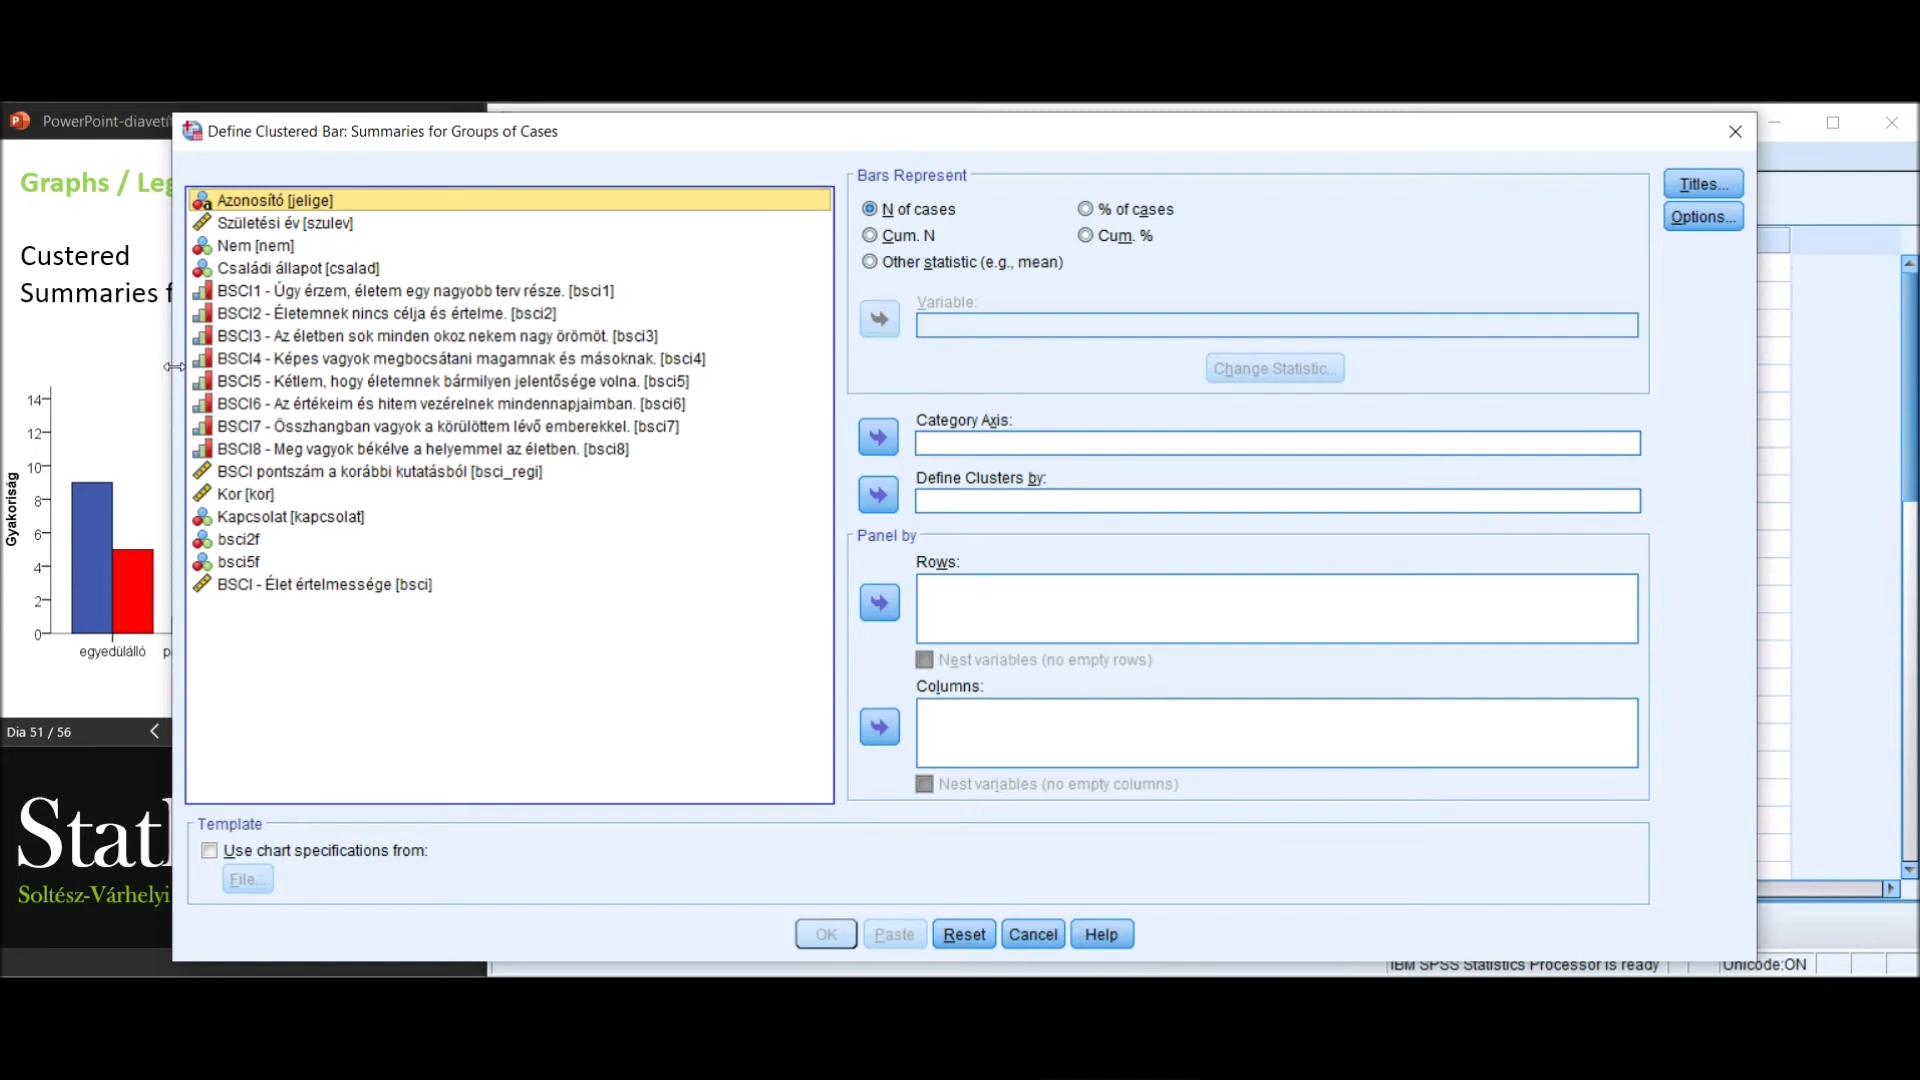 PowerPoint-diavetí
Define Clustered Bar: Summaries for Groups of Cases
Graphs / Leg
Custered
Summaries f
14
12
10
8
6
4
2
0
Gyakoriság
egyedülálló p
Dia 51 / 56
Stat
Soltész-Várhelyi
Azonosító [jelige]
Születési év [szulev]
Nem [nem]
Családi állapot [csalad]
BSCI1 - Úgy érzem, életem egy nagyobb terv része. [bsci1]
BSCI2 - Életemnek nincs célja és értelme. [bsci2]
BSCI3 - Az életben sok minden okoz nekem nagy örömöt. [bsci3]
BSCI4 - Képes vagyok megbocsátani magamnak és másoknak. [bsci4]
BSCI5 - Kétlem, hogy életemnek bármilyen jelentősége volna. [bsci5]
BSCI6 - Az értékeim és hitem vezérelnek mindennapjaimban. [bsci6]
BSCI7 - Összhangban vagyok a körülöttem lévő emberekkel. [bsci7]
BSCI8 - Meg vagyok békélve a helyemmel az életben. [bsci8]
BSCI pontszám a korábbi kutatásból [bsci_regi]
Kor [kor]
Kapcsolat [kapcsolat]
bsci2f
bsci5f
BSCI - Élet értelmessége [bsci]
Bars Represent
N of cases
% of cases
Cum. N
Cum. %
Other statistic (e.g., mean)
Variable:
Change Statistic...
Category Axis:
Define Clusters by:
Panel by
Rows:
Nest variables (no empty rows)
Columns:
Nest variables (no empty columns)
Titles...
Options...
Template
Use chart specifications from:
File...
OK
Paste
Reset
Cancel
Help
IBM SPSS Statistics Processor is ready
Unicode:ON